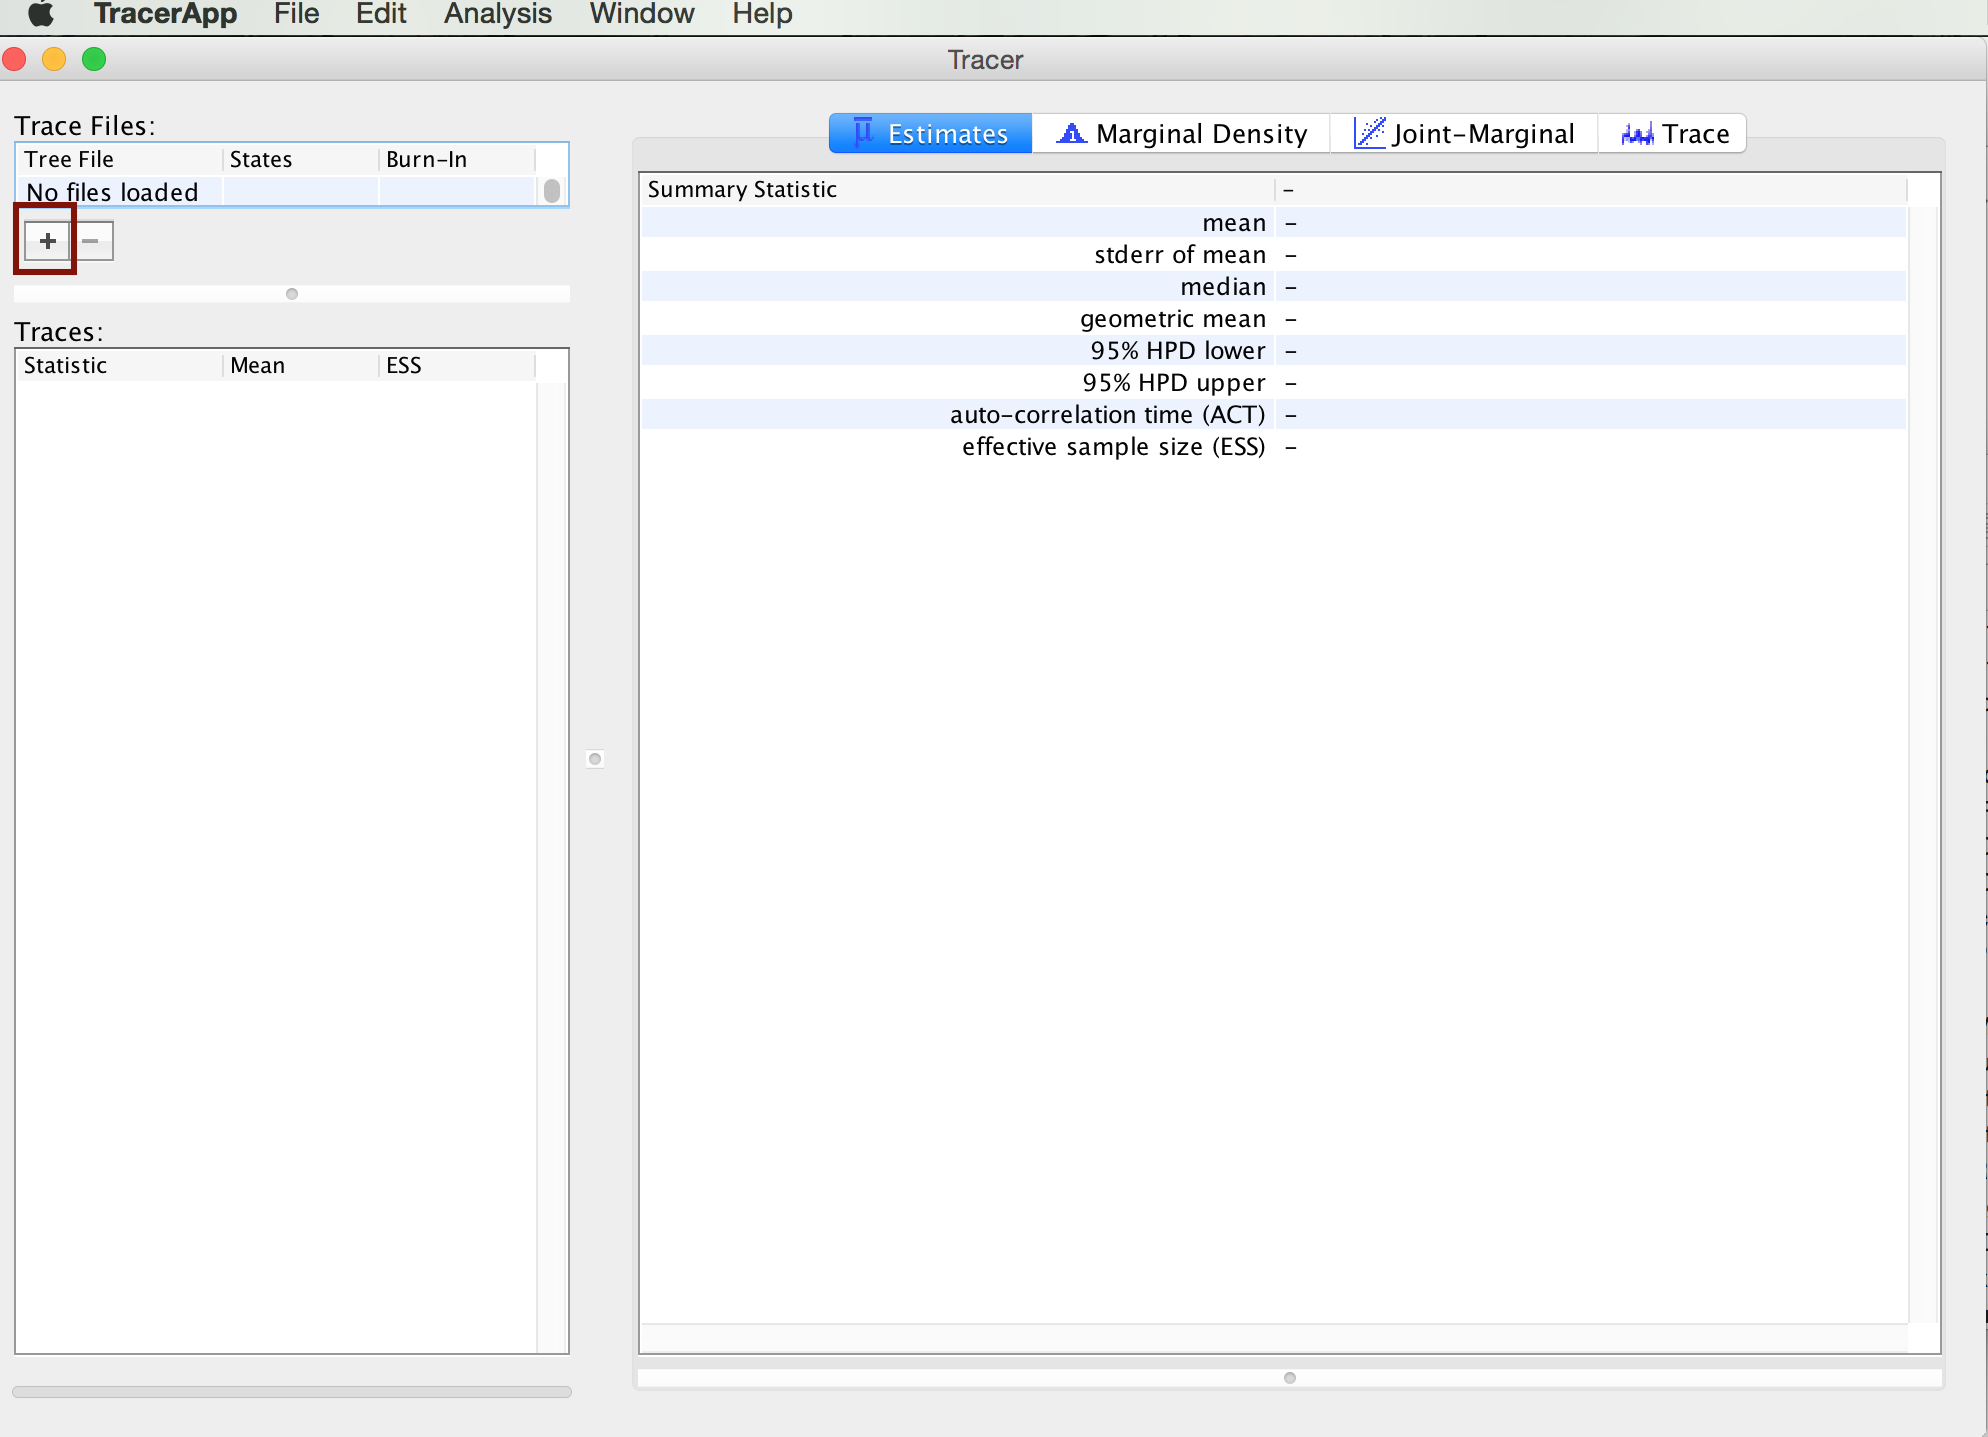 TracerApp File Edit Analysis Window Help
Tracer
Trace Files:
Tree File States Burn-In
No files loaded
+ −
Traces:
Statistic Mean ESS
Estimates Marginal Density Joint-Marginal Trace
Summary Statistic -
mean -
stderr of mean -
median -
geometric mean -
95% HPD lower -
95% HPD upper -
auto-correlation time (ACT) -
effective sample size (ESS) -